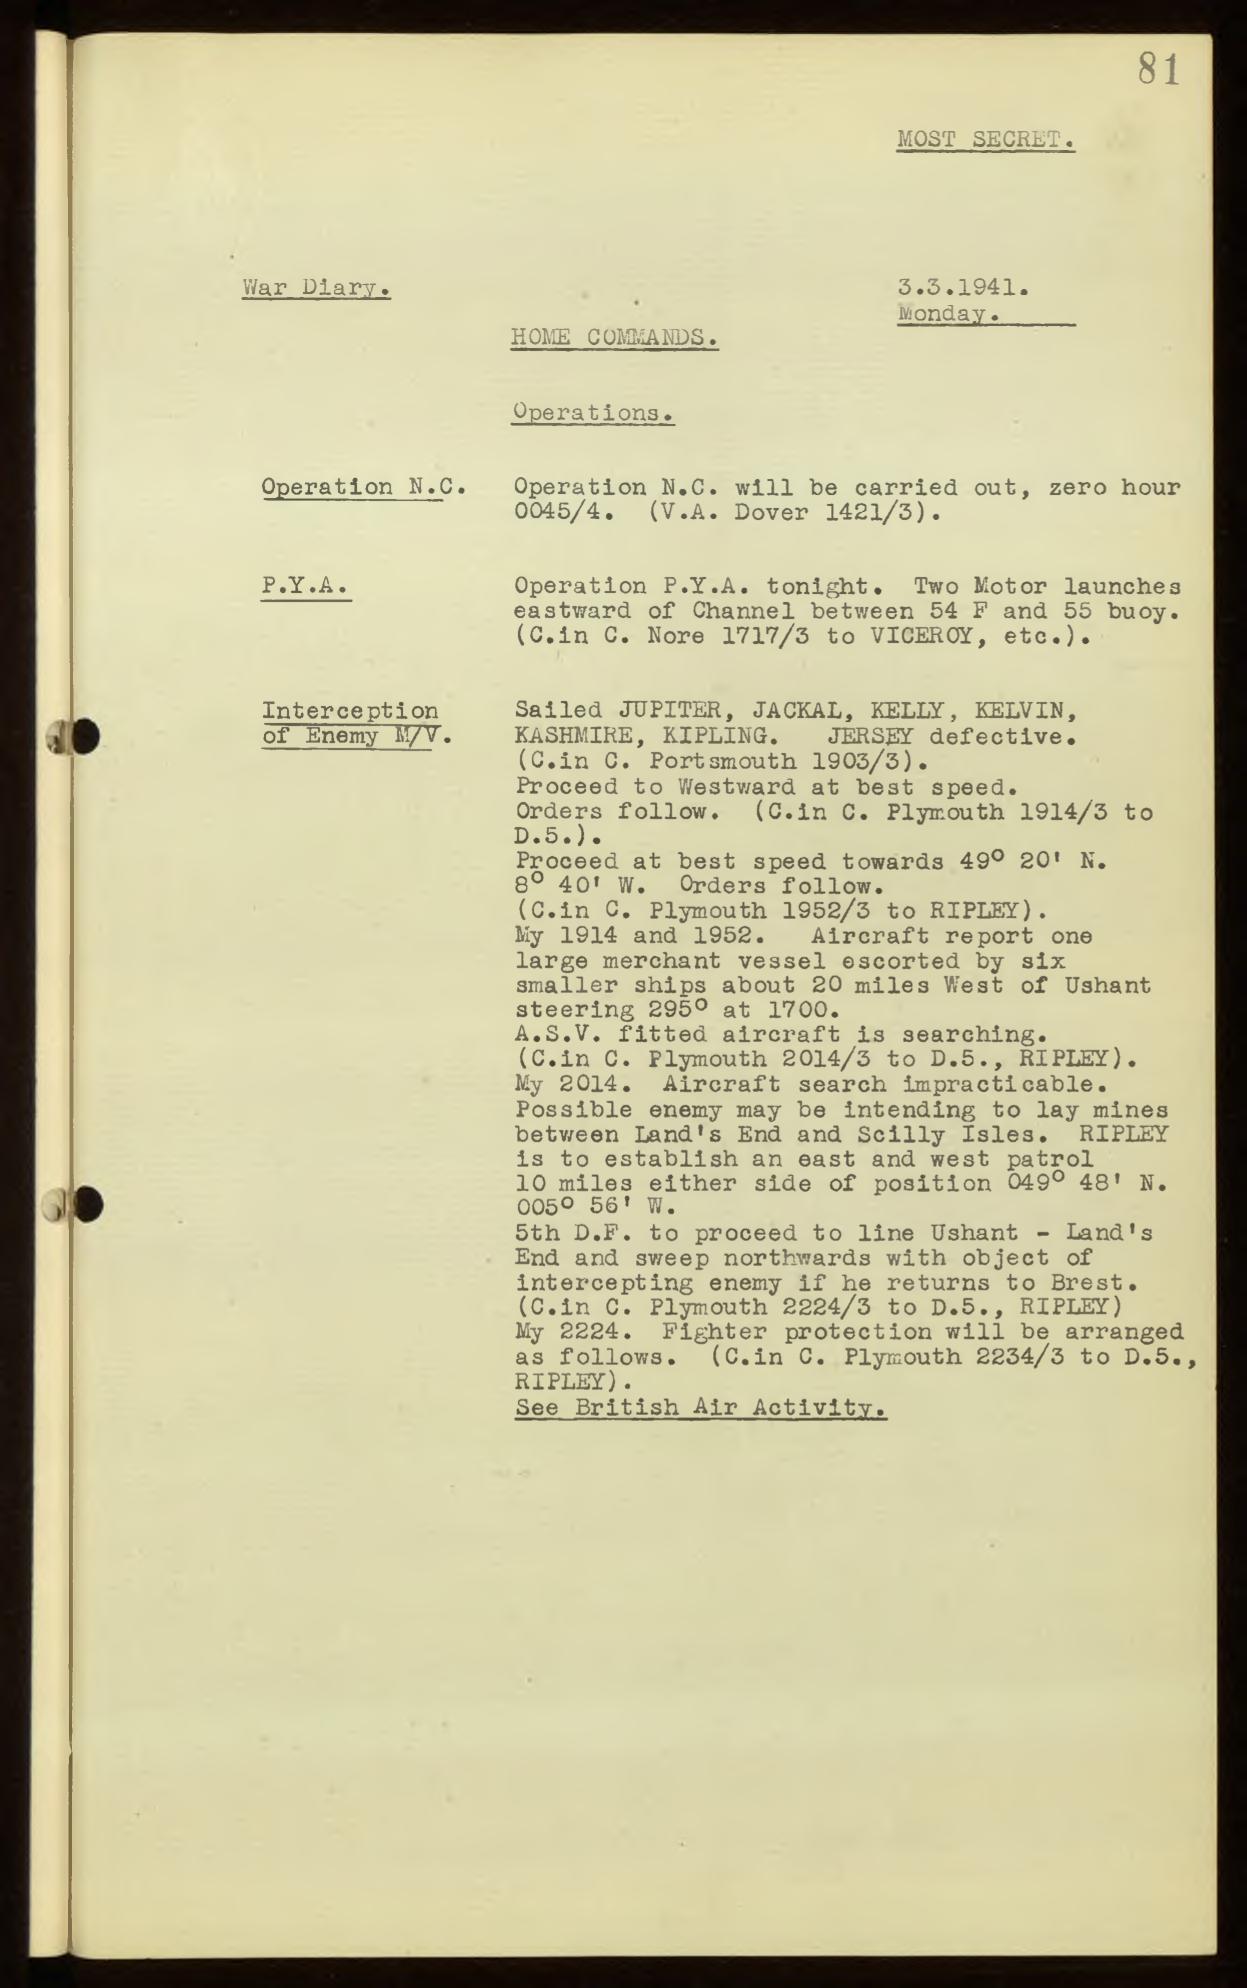 81
MOST SECRET.
War Diary.
3.3.1941.
Monday.
HOME COMMANDS.
Operations.
Operation N.C. Operation N.C. will be carried out, zero hour
0045/4. (V.A. Dover 1421/3).
P.Y.A. Operation P.Y.A. tonight. Two Motor launches
eastward of Channel between 54 F and 55 buoy.
(C.in C. Nore 1717/3 to VICEROY, etc.).
Interception Sailed JUPITER, JACKAL, KELLY, KELVIN,
of Enemy M/V. KASHMIRE, KIPLING. JERSEY defective.
(C.in C. Portsmouth 1903/3).
Proceed to Westward at best speed.
Orders follow. (C.in C. Plymouth 1914/3 to
D.5.).
Proceed at best speed towards 49º 20' N.
8º 40' W. Orders follow.
(C.in C. Plymouth 1952/3 to RIPLEY).
My 1914 and 1952. Aircraft report one
large merchant vessel escorted by six
smaller ships about 20 miles West of Ushant
steering 295º at 1700.
A.S.V. fitted aircraft is searching.
(C.in C. Plymouth 2014/3 to D.5., RIPLEY).
My 2014. Aircraft search impracticable.
Possible enemy may be intending to lay mines
between Land's End and Scilly Isles. RIPLEY
is to establish an east and west patrol
10 miles either side of position 049º 48' N.
005º 56' W.
5th D.F. to proceed to line Ushant - Land's
End and sweep northwards with object of
intercepting enemy if he returns to Brest.
(C.in C. Plymouth 2224/3 to D.5., RIPLEY)
My 2224. Fighter protection will be arranged
as follows. (C.in C. Plymouth 2234/3 to D.5.,
RIPLEY).
See British Air Activity.